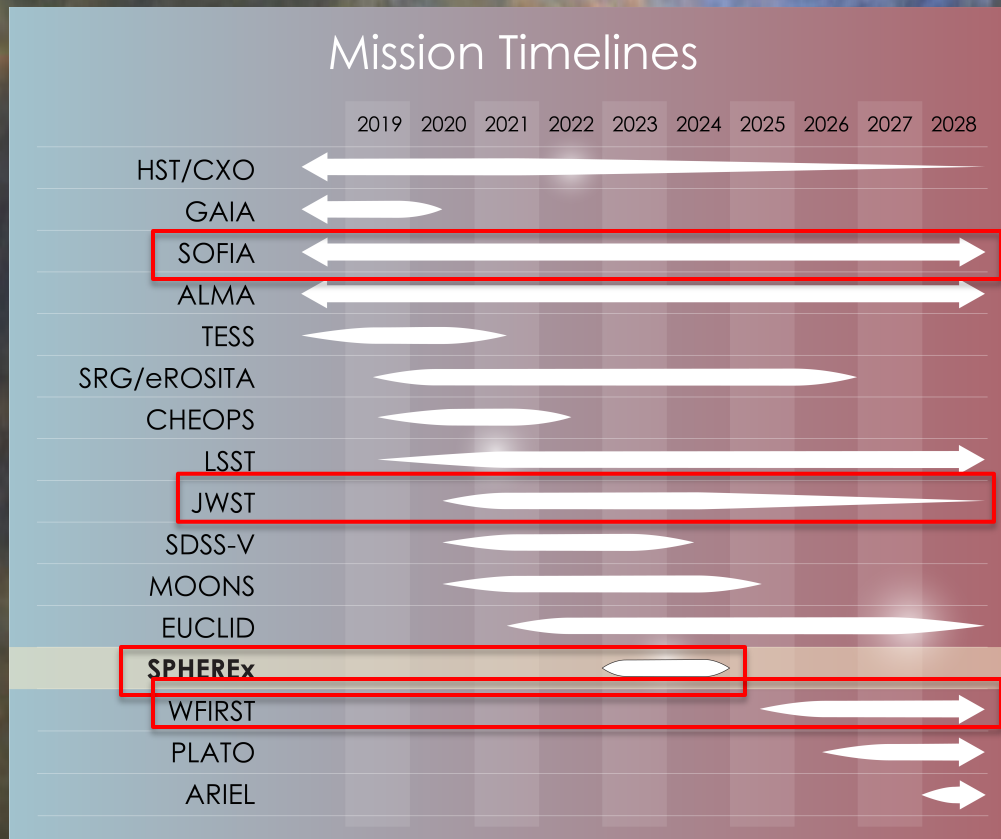 Mission Timelines
2019 2020 2021 2022 2023 2024 2025 2026 2027 2028
HST/CXO
GAIA
SOFIA
ALMA
TESS
SRG/eROSITA
CHEOPS
LSST
JWST
SDSS-V
MOONS
EUCLID
SPHEREx
WFIRST
PLATO
ARIEL